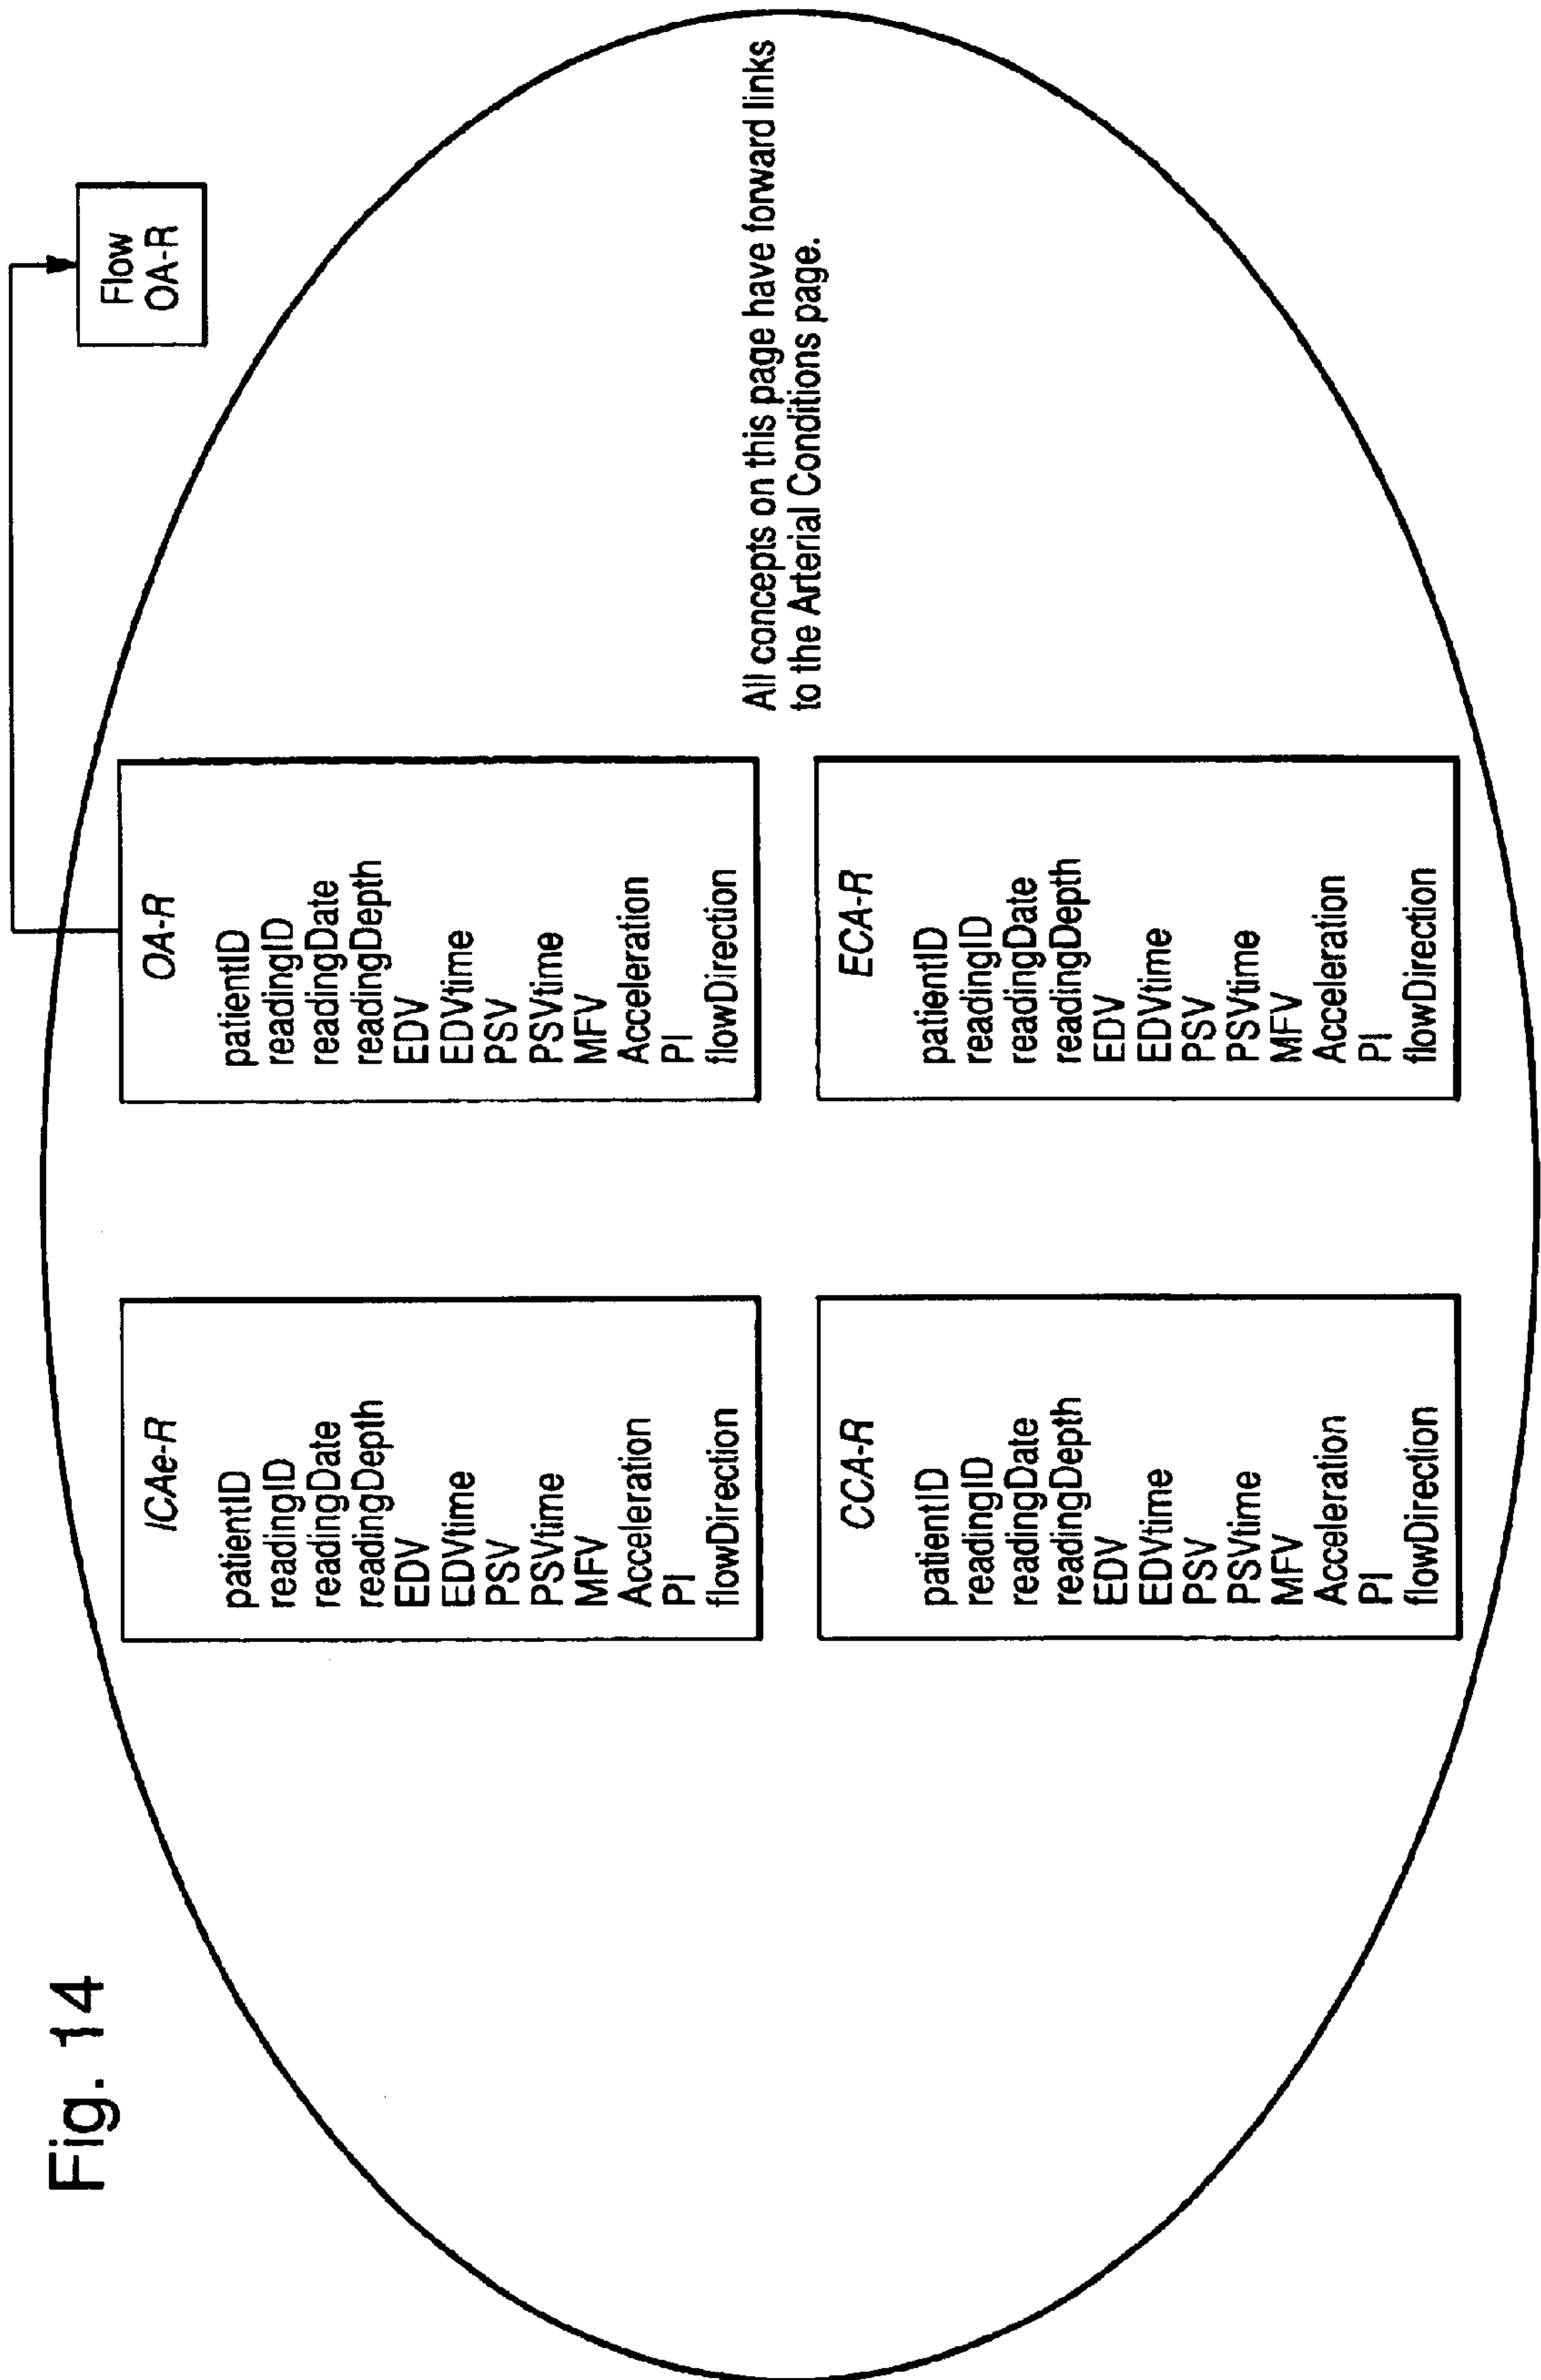 Fig. 14
Flow
OA-R
ICAe-R
patientID
readingID
readingDate
readingDepth
EDV
EDVtime
PSV
PSVtime
MFV
Acceleration
PI
flowDirection
OA-R
patientID
readingID
readingDate
readingDepth
EDV
EDVtime
PSV
PSVtime
MFV
Acceleration
PI
flowDirection
CCA-R
patientID
readingID
readingDate
readingDepth
EDV
EDVtime
PSV
PSVtime
MFV
Acceleration
PI
flowDirection
ECA-R
patientID
readingID
readingDate
readingDepth
EDV
EDVtime
PSV
PSVtime
MFV
Acceleration
PI
flowDirection
All concepts on this page have forward links
to the Arterial Conditions page.